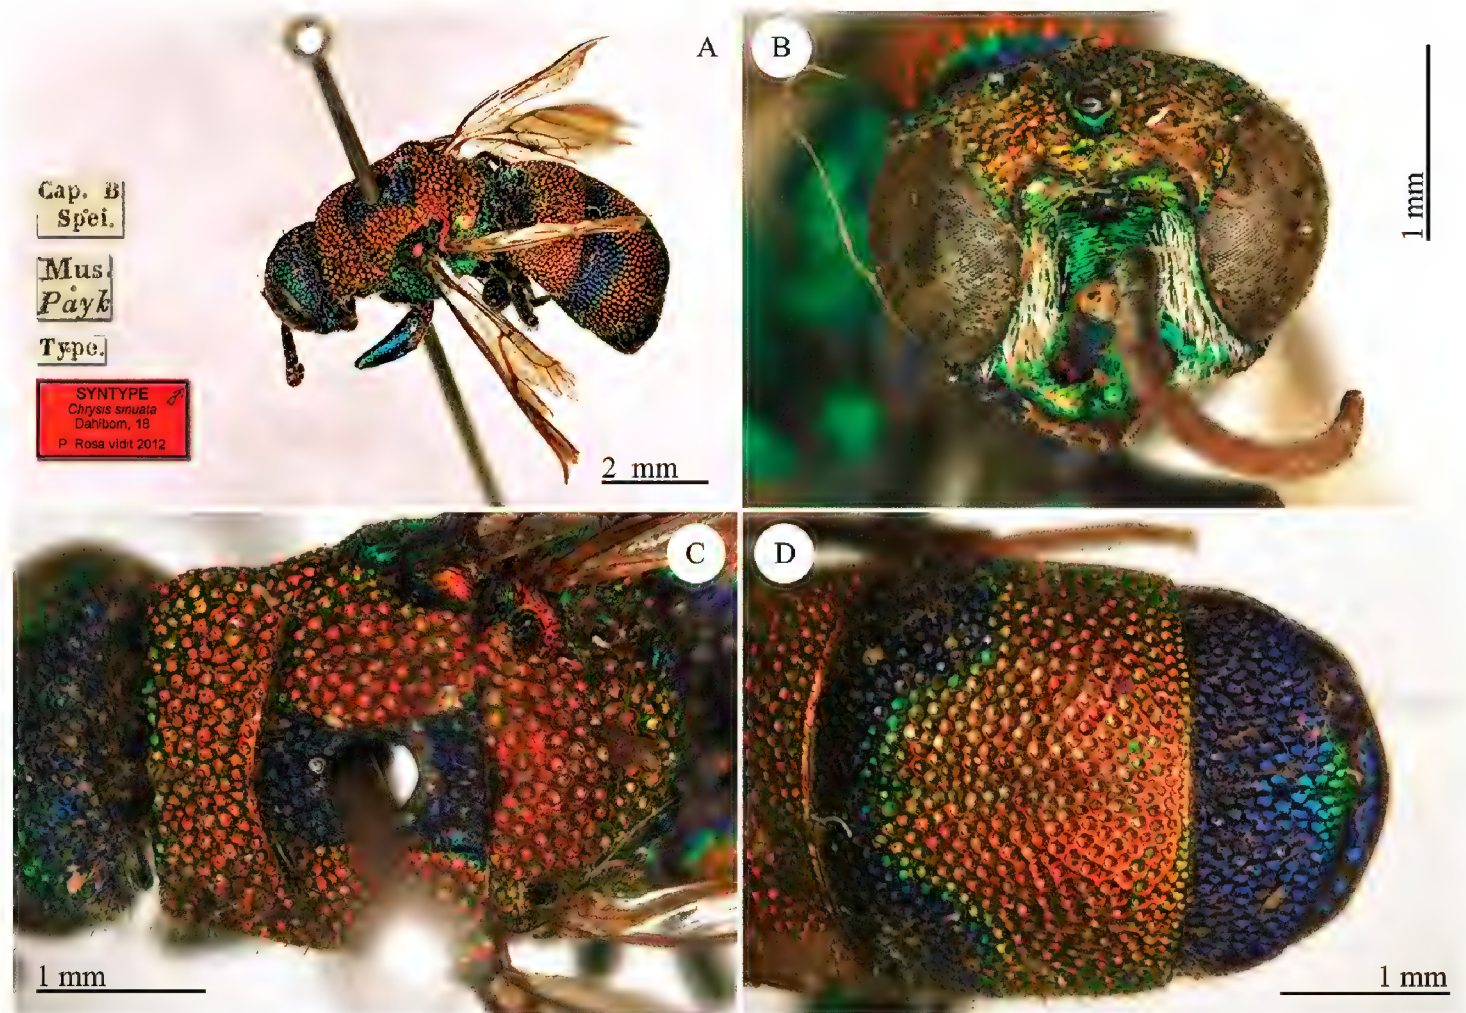 A
Cap. B
Spei.
Mus.
Payk
Type.
SYNTYPE ♂
Chrysis sinuata
Dahlbom, 18
P Rosa vidit 2012
2 mm
B
1 mm
C
1 mm
D
1 mm